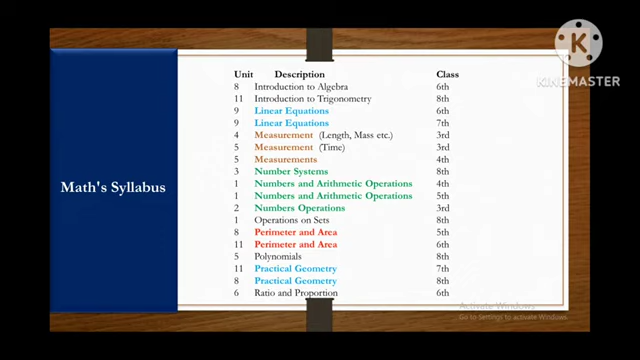 K
KINEMASTER
Math's Syllabus
Unit Description Class
8 Introduction to Algebra 6th
11 Introduction to Trigonometry 8th
9 Linear Equations 6th
9 Linear Equations 7th
4 Measurement (Length, Mass etc.) 3rd
5 Measurement (Time) 3rd
5 Measurements 4th
3 Number Systems 8th
1 Numbers and Arithmetic Operations 4th
1 Numbers and Arithmetic Operations 5th
2 Numbers Operations 3rd
1 Operations on Sets 8th
8 Perimeter and Area 5th
11 Perimeter and Area 6th
5 Polynomials 8th
11 Practical Geometry 7th
8 Practical Geometry 8th
6 Ratio and Proportion 6th
Activate Windows
Go to Settings to activate Windows.